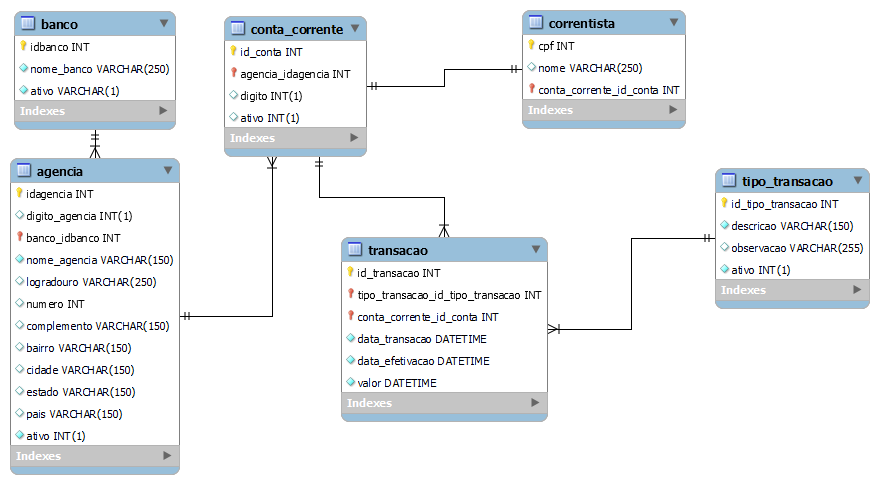 banco
idbanco INT
nome_banco VARCHAR(250)
ativo VARCHAR(1)
Indexes
conta_corrente
id_conta INT
agencia_idagencia INT
digito INT(1)
ativo INT(1)
Indexes
correntista
cpf INT
nome VARCHAR(250)
conta_corrente_id_conta INT
Indexes
agencia
idagencia INT
digito_agencia INT(1)
banco_idbanco INT
nome_agencia VARCHAR(150)
logradouro VARCHAR(250)
numero INT
complemento VARCHAR(150)
bairro VARCHAR(150)
cidade VARCHAR(150)
estado VARCHAR(150)
pais VARCHAR(150)
ativo INT(1)
Indexes
transacao
id_transacao INT
tipo_transacao_id_tipo_transacao INT
conta_corrente_id_conta INT
data_transacao DATETIME
data_efetivacao DATETIME
valor DATETIME
Indexes
tipo_transacao
id_tipo_transacao INT
descricao VARCHAR(150)
observacao VARCHAR(255)
ativo INT(1)
Indexes